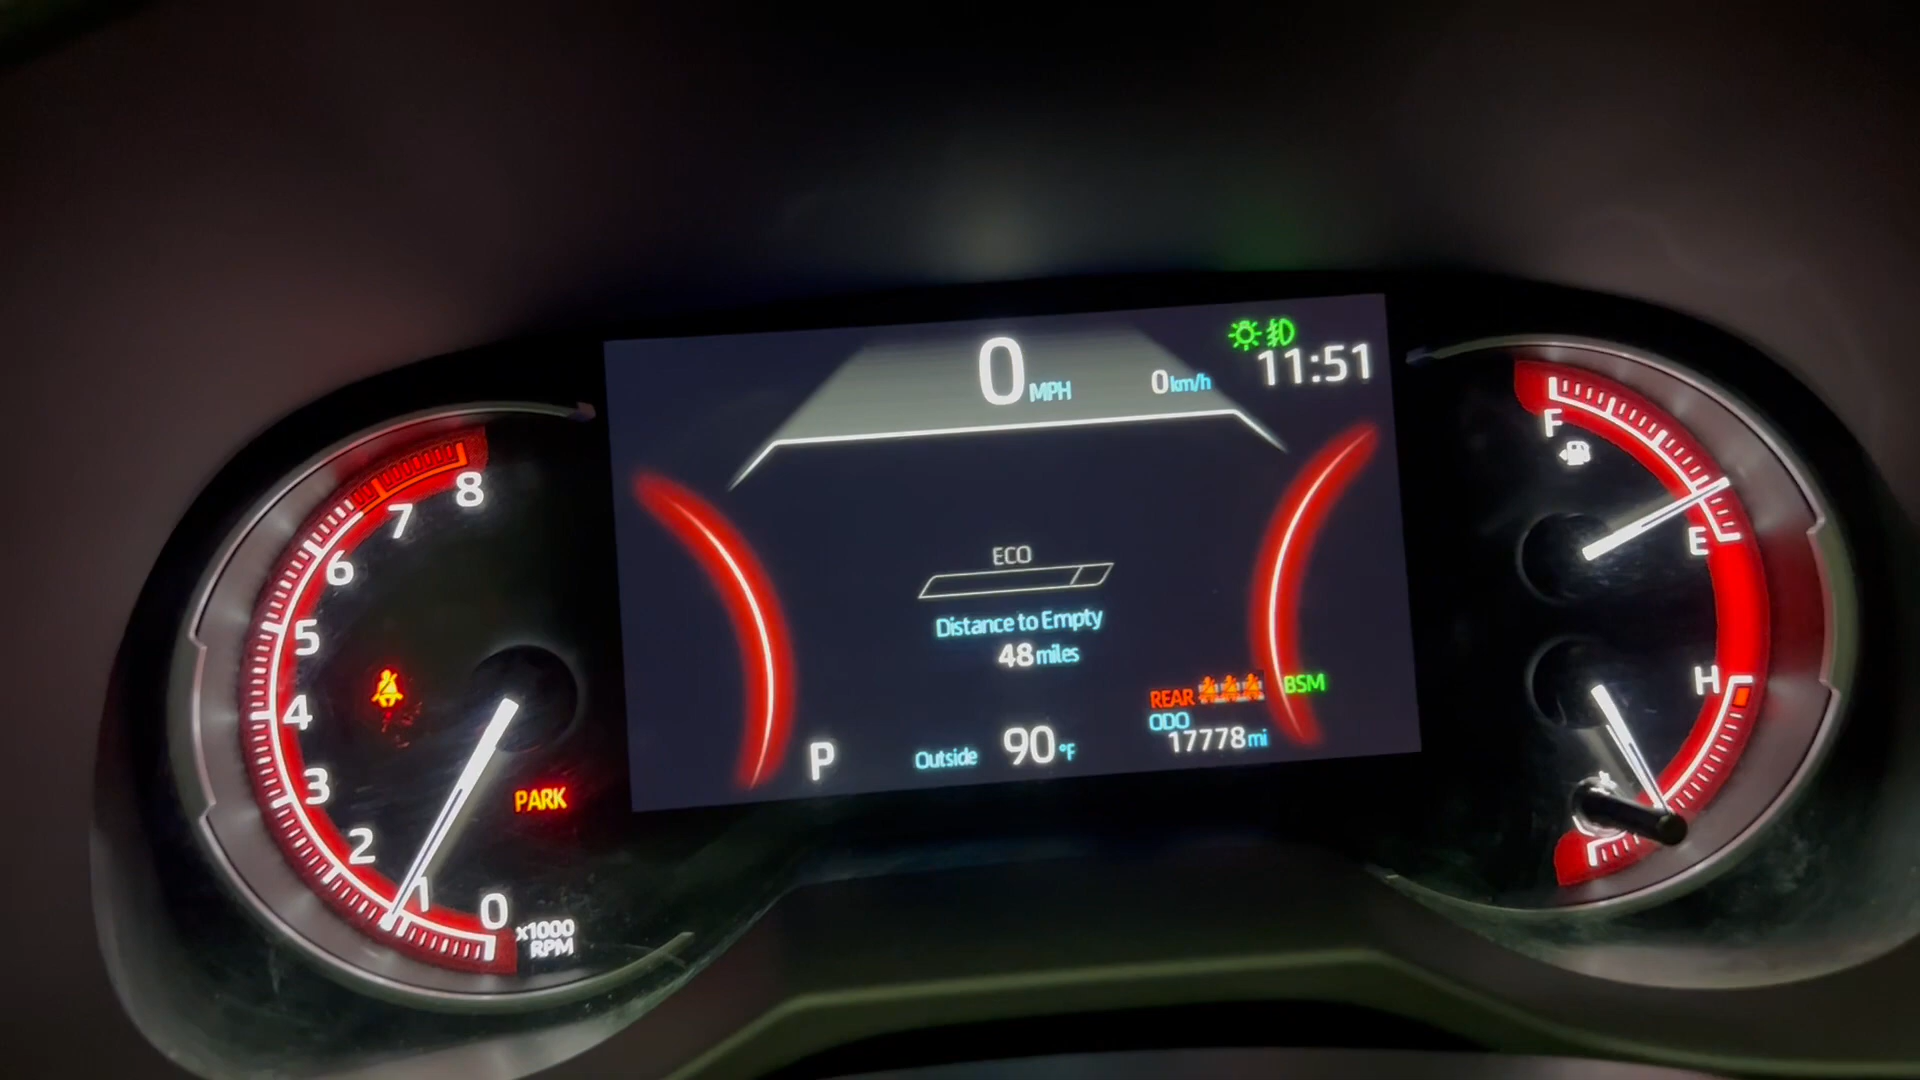 0 MPH
0 km/h
11:51
8
7
6
5
4
3
2
1
0
x1000
RPM
PARK
ECO
Distance to Empty
48 miles
REAR
BSM
ODO
17778 mi
P
Outside 90 °F
F
E
H